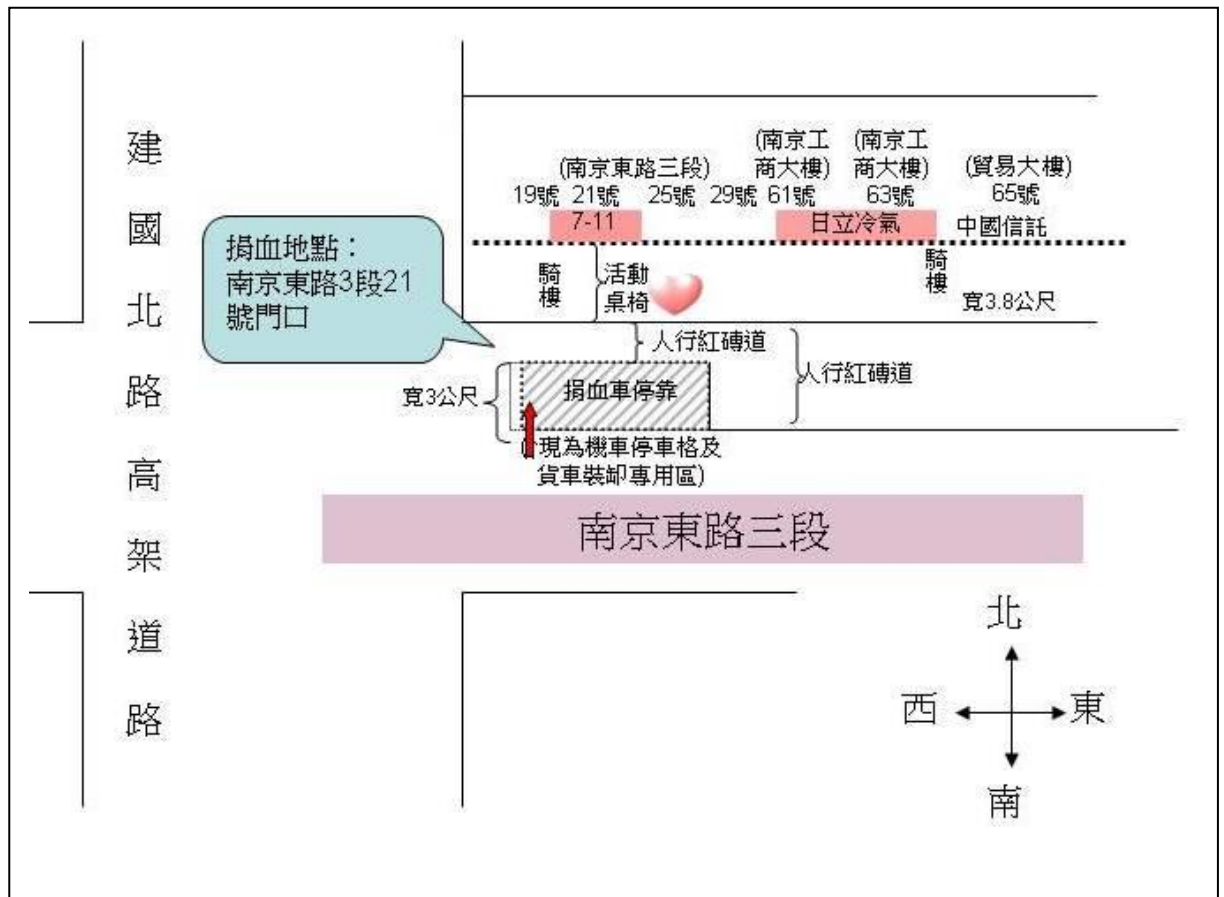 建國北路高架道路
捐血地點：
南京東路3段21
號門口
(南京東路三段)
(南京工
商大樓)
(南京工
商大樓)
(貿易大樓)
19號 21號 25號 29號 61號 63號 65號
7-11
日立冷氣
中國信託
騎
樓
活動
桌椅
騎
樓
寬3.8公尺
人行紅磚道
人行紅磚道
寬3公尺
捐血車停靠
現為機車停車格及
貨車裝卸專用區)
南京東路三段
北
西
東
南